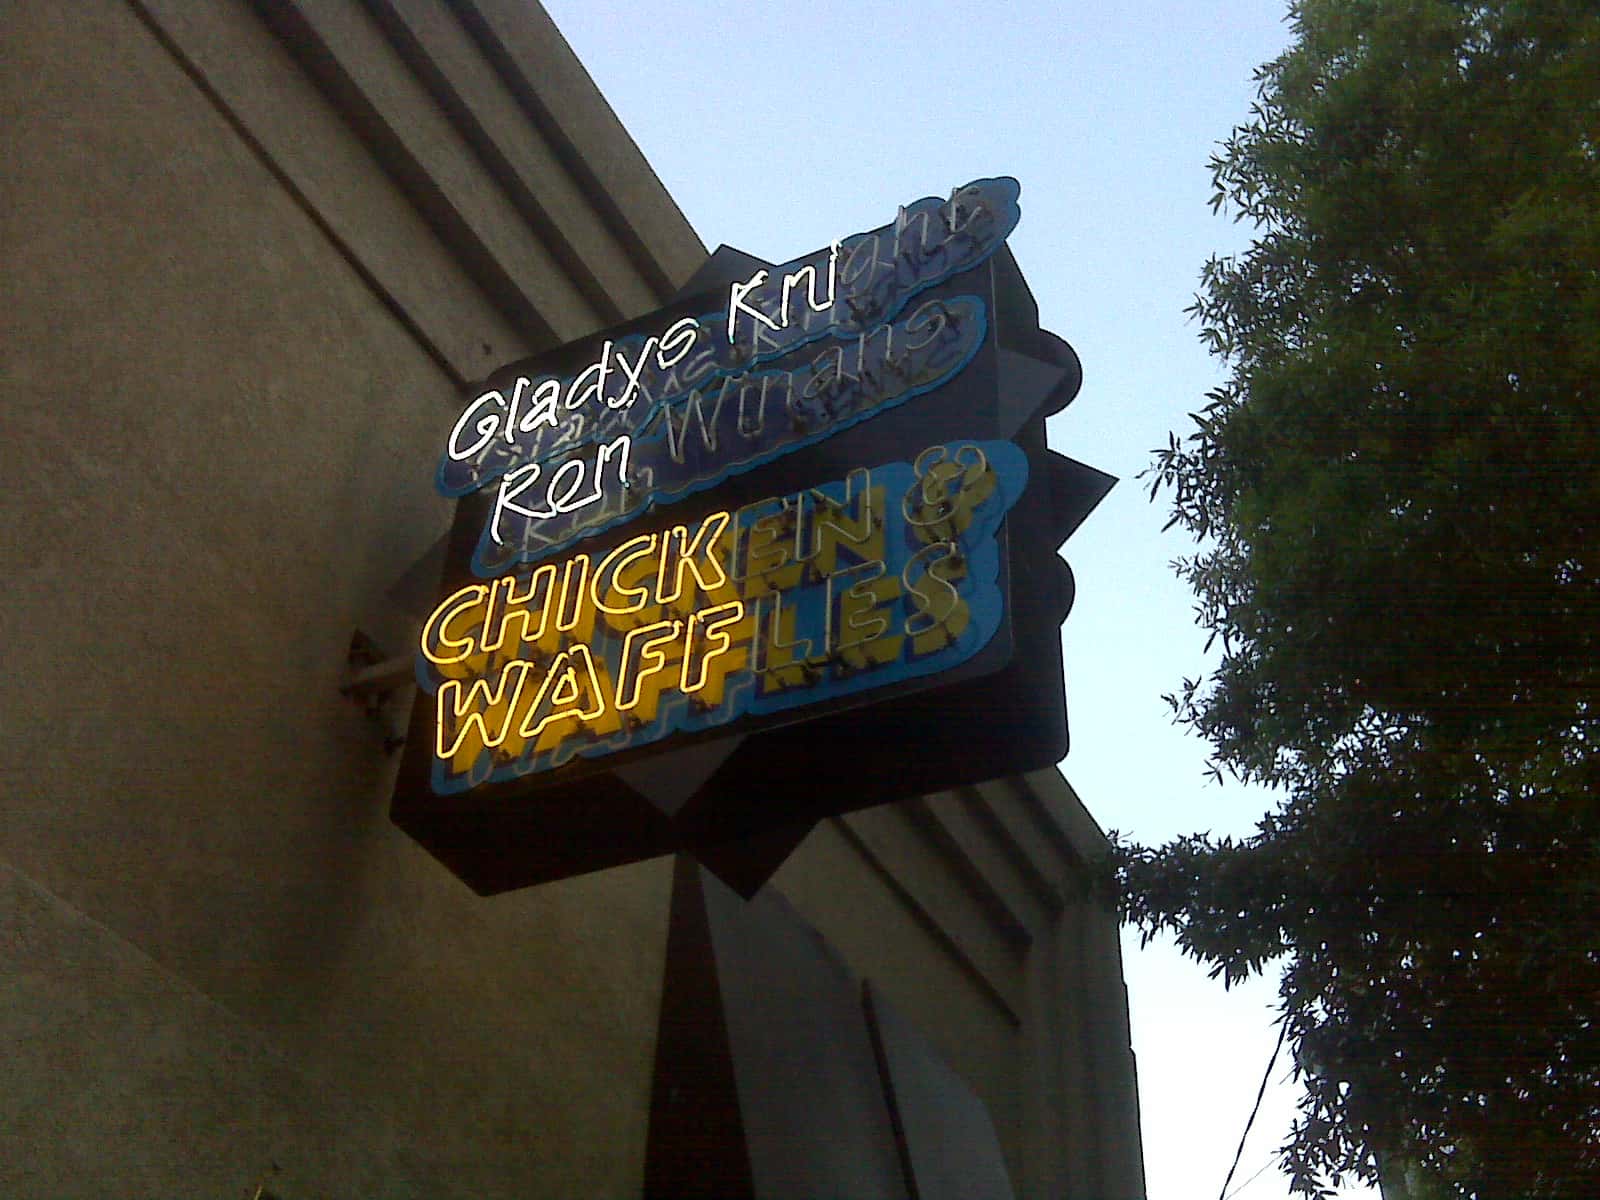 Gladys Knight
Ron Winans
CHICKEN &
WAFFLES